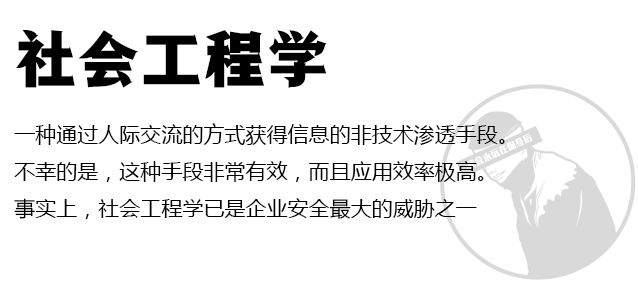 社会工程学
一种通过人际交流的方式获得信息的非技术渗透手段。
不幸的是，这种手段非常有效，而且应用效率极高。
事实上，社会工程学已是企业安全最大的威胁之一